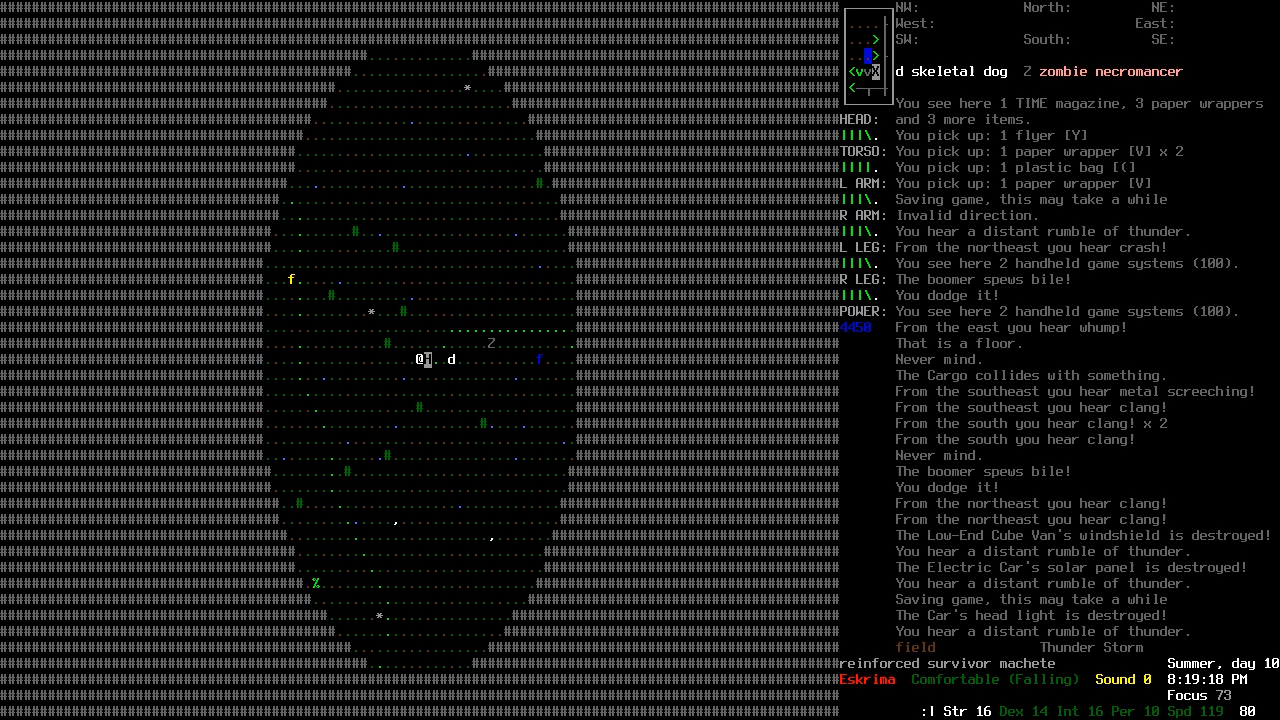 NW: North: NE:
West: East:
SW: South: SE:
d skeletal dog Z zombie necromancer
You see here 1 TIME magazine, 3 paper wrappers
HEAD: and 3 more items.
|||\. You pick up: 1 flyer [Y]
TORSO: You pick up: 1 paper wrapper [V] x 2
||||. You pick up: 1 plastic bag [(]
L ARM: You pick up: 1 paper wrapper [V]
|||\. Saving game, this may take a while
R ARM: Invalid direction.
|||\. You hear a distant rumble of thunder.
L LEG: From the northeast you hear crash!
|||\. You see here 2 handheld game systems (100).
R LEG: The boomer spews bile!
|||\. You dodge it!
POWER: You see here 2 handheld game systems (100).
4450 From the east you hear whump!
That is a floor.
Never mind.
The Cargo collides with something.
From the southeast you hear metal screeching!
From the southeast you hear clang!
From the south you hear clang! x 2
From the south you hear clang!
Never mind.
The boomer spews bile!
You dodge it!
From the northeast you hear clang!
From the northeast you hear clang!
The Low-End Cube Van's windshield is destroyed!
You hear a distant rumble of thunder.
The Electric Car's solar panel is destroyed!
You hear a distant rumble of thunder.
Saving game, this may take a while
The Car's head light is destroyed!
You hear a distant rumble of thunder.
field Thunder Storm
reinforced survivor machete Summer, day 10
Eskrima Comfortable (Falling) Sound 0 8:19:18 PM
Focus 73
:| Str 16 Dex 14 Int 16 Per 10 Spd 119 80